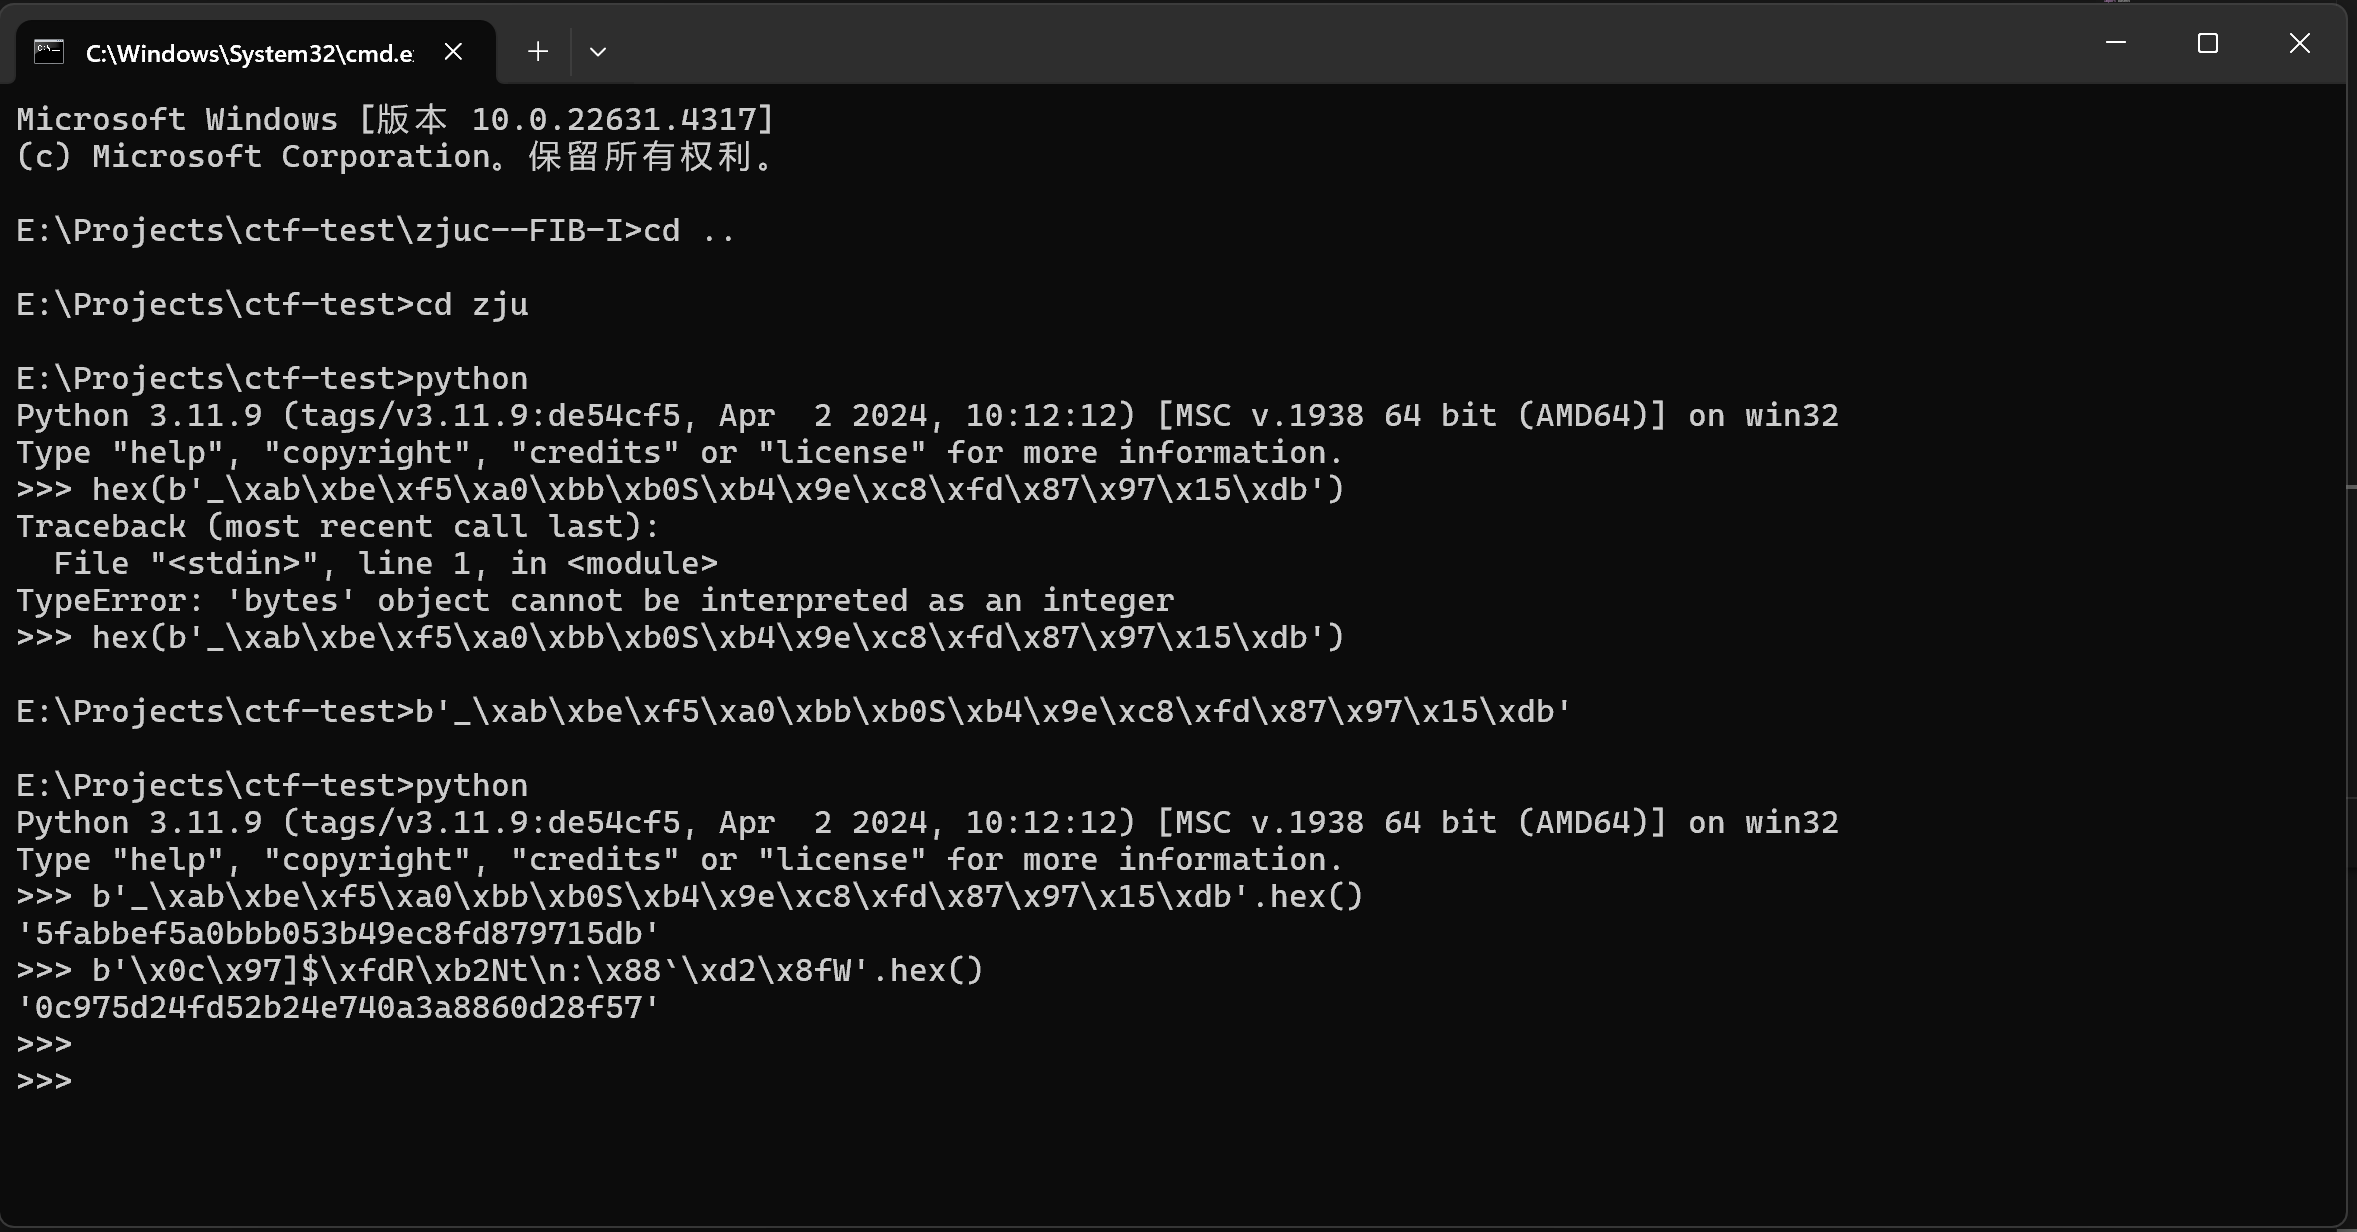 C:\Windows\System32\cmd.e
Microsoft Windows [版本 10.0.22631.4317]
(c) Microsoft Corporation。保留所有权利。
E:\Projects\ctf-test\zjuc--FIB-I>cd ..
E:\Projects\ctf-test>cd zju
E:\Projects\ctf-test>python
Python 3.11.9 (tags/v3.11.9:de54cf5, Apr  2 2024, 10:12:12) [MSC v.1938 64 bit (AMD64)] on win32
Type "help", "copyright", "credits" or "license" for more information.
>>> hex(b'_\xab\xbe\xf5\xa0\xbb\xb0S\xb4\x9e\xc8\xfd\x87\x97\x15\xdb')
Traceback (most recent call last):
  File "<stdin>", line 1, in <module>
TypeError: 'bytes' object cannot be interpreted as an integer
>>> hex(b'_\xab\xbe\xf5\xa0\xbb\xb0S\xb4\x9e\xc8\xfd\x87\x97\x15\xdb')
E:\Projects\ctf-test>b'_\xab\xbe\xf5\xa0\xbb\xb0S\xb4\x9e\xc8\xfd\x87\x97\x15\xdb'
E:\Projects\ctf-test>python
Python 3.11.9 (tags/v3.11.9:de54cf5, Apr  2 2024, 10:12:12) [MSC v.1938 64 bit (AMD64)] on win32
Type "help", "copyright", "credits" or "license" for more information.
>>> b'_\xab\xbe\xf5\xa0\xbb\xb0S\xb4\x9e\xc8\xfd\x87\x97\x15\xdb'.hex()
'5fabbef5a0bbb053b49ec8fd879715db'
>>> b'\x0c\x97]$\xfdR\xb2Nt\n:\x88`\xd2\x8fW'.hex()
'0c975d24fd52b24e740a3a8860d28f57'
>>>
>>>